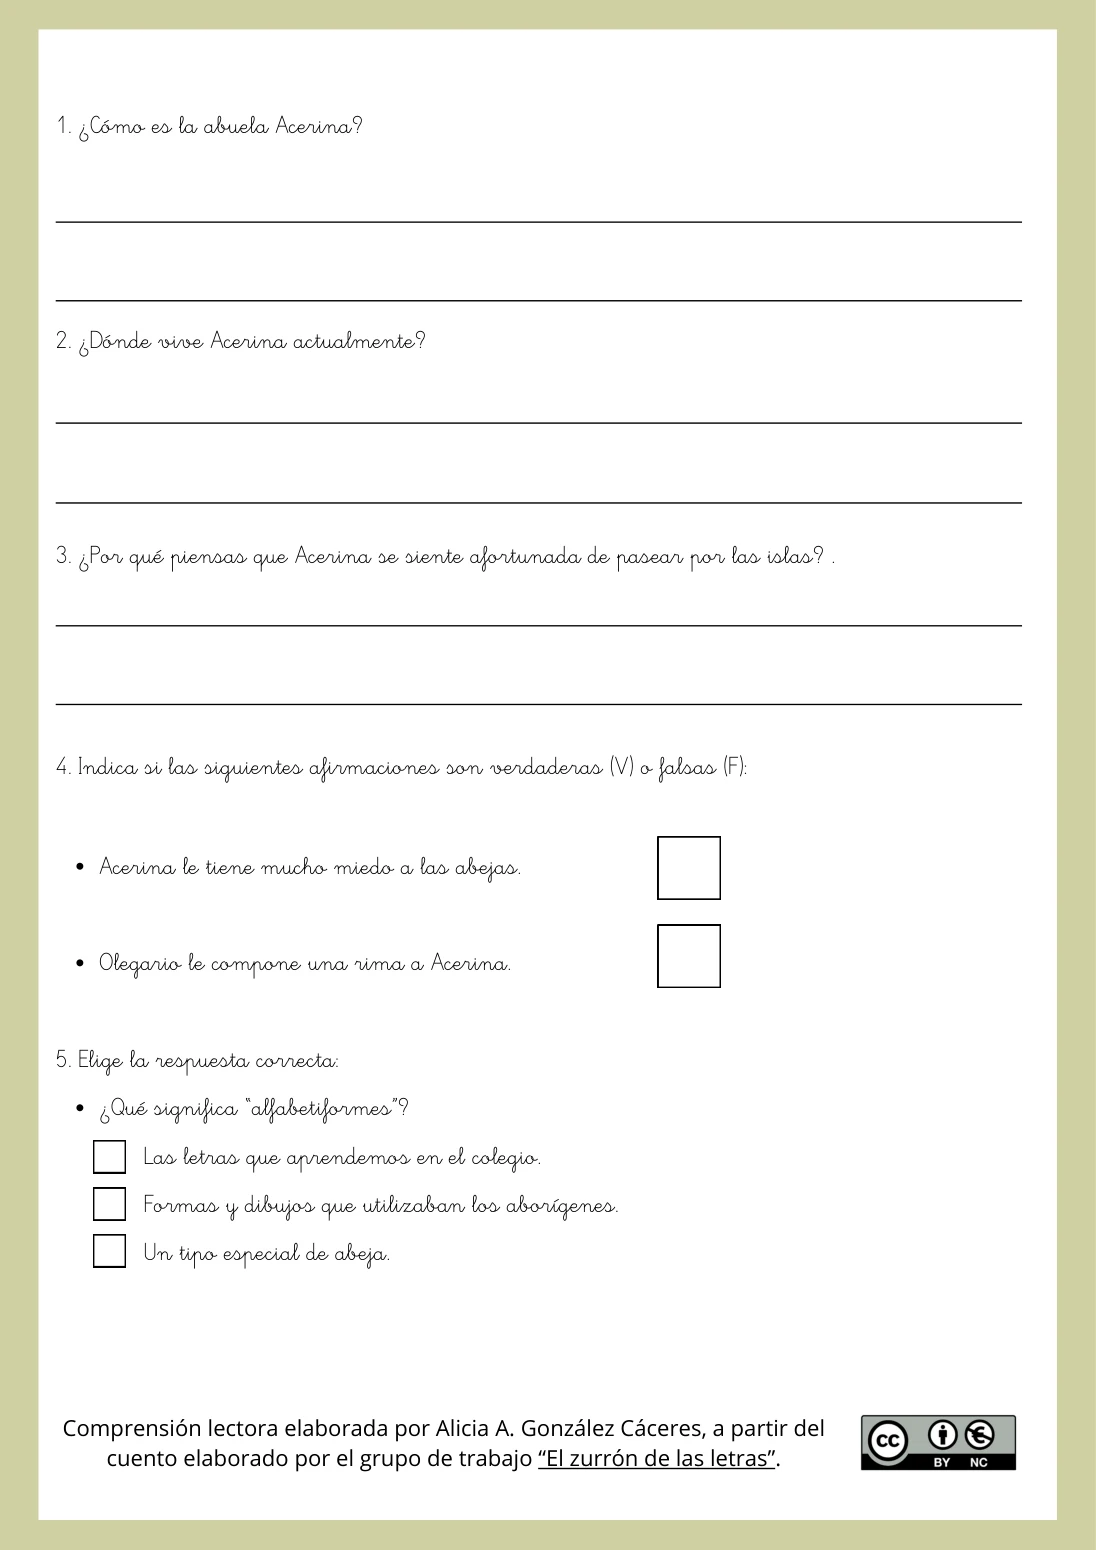 1. ¿Cómo es la abuela Acerina?
2. ¿Dónde vive Acerina actualmente?
3. ¿Por qué piensas que Acerina se siente afortunada de pasear por las islas? .
4. Indica si las siguientes afirmaciones son verdaderas (V) o falsas (F):
• Acerina le tiene mucho miedo a las abejas.
• Olegario le compone una rima a Acerina.
5. Elige la respuesta correcta:
• ¿Qué significa “alfabetiformes”?
Las letras que aprendemos en el colegio.
Formas y dibujos que utilizaban los aborígenes.
Un tipo especial de abeja.
Comprensión lectora elaborada por Alicia A. González Cáceres, a partir del
cuento elaborado por el grupo de trabajo “El zurrón de las letras”.
CC BY NC